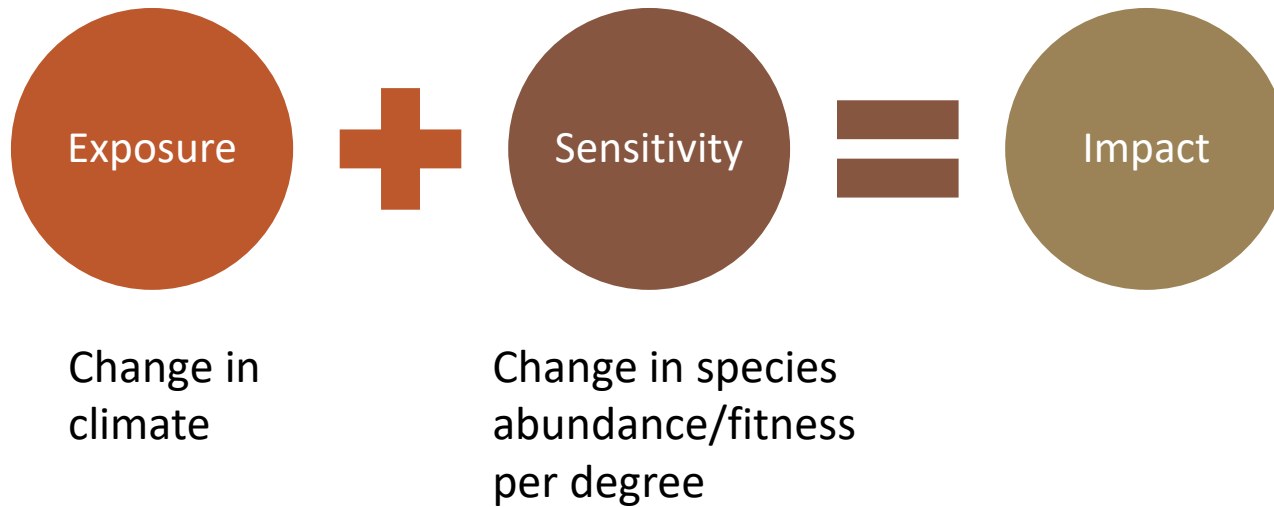 Exposure
Sensitivity
Impact
Change in
climate
Change in species
abundance/fitness
per degree